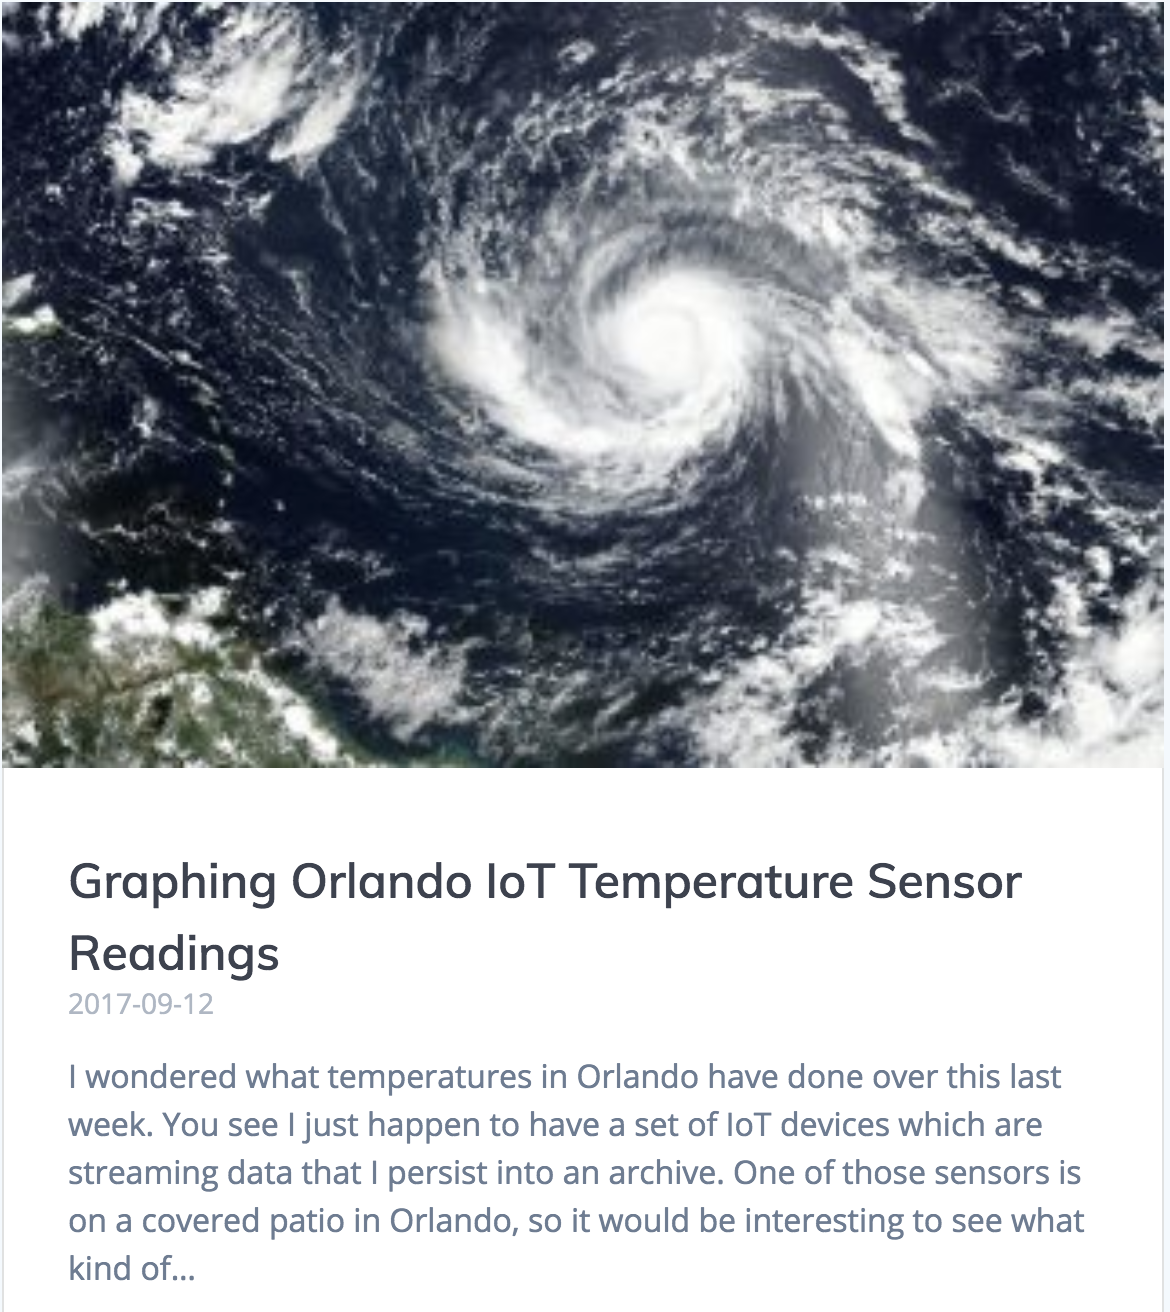 Graphing Orlando IoT Temperature Sensor
Readings
2017-09-12
I wondered what temperatures in Orlando have done over this last
week. You see I just happen to have a set of IoT devices which are
streaming data that I persist into an archive. One of those sensors is
on a covered patio in Orlando, so it would be interesting to see what
kind of...